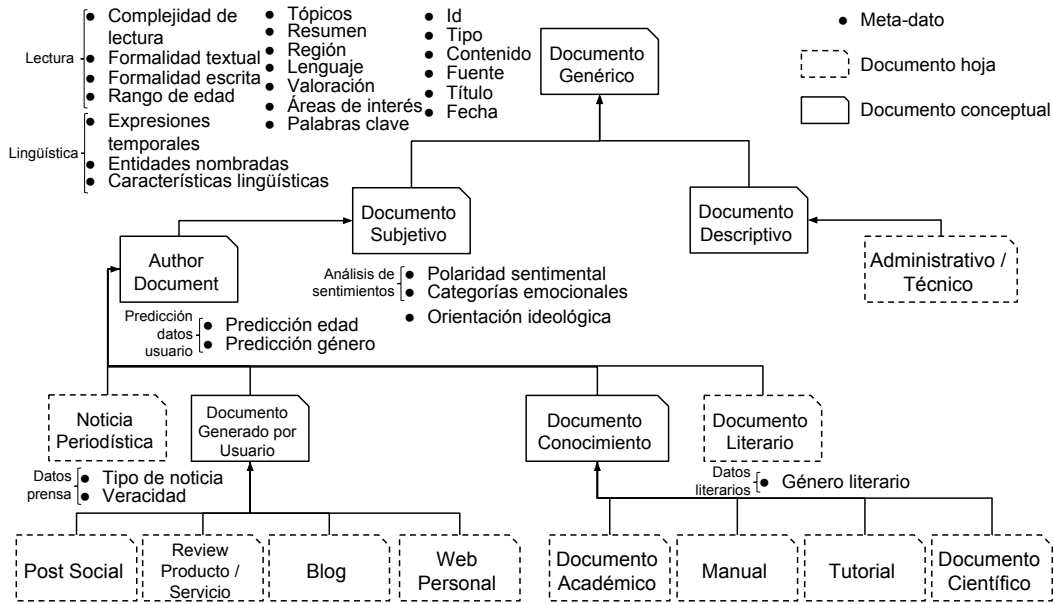 Lectura
Complejidad de
lectura
Formalidad textual
Formalidad escrita
Rango de edad
Lingüística
Expresiones
temporales
Entidades nombradas
Características lingüísticas
Tópicos
Resumen
Región
Lenguaje
Valoración
Áreas de interés
Palabras clave
Id
Tipo
Contenido
Fuente
Título
Fecha
Documento
Genérico
Meta-dato
Documento hoja
Documento conceptual
Documento
Subjetivo
Documento
Descriptivo
Author
Document
Administrativo /
Técnico
Análisis de
sentimientos
Polaridad sentimental
Categorías emocionales
Orientación ideológica
Predicción
datos
usuario
Predicción edad
Predicción género
Noticia
Periodística
Documento
Generado por
Usuario
Documento
Conocimiento
Documento
Literario
Datos
prensa
Tipo de noticia
Veracidad
Datos
literarios
Género literario
Post Social
Review
Producto /
Servicio
Blog
Web
Personal
Documento
Académico
Manual
Tutorial
Documento
Científico